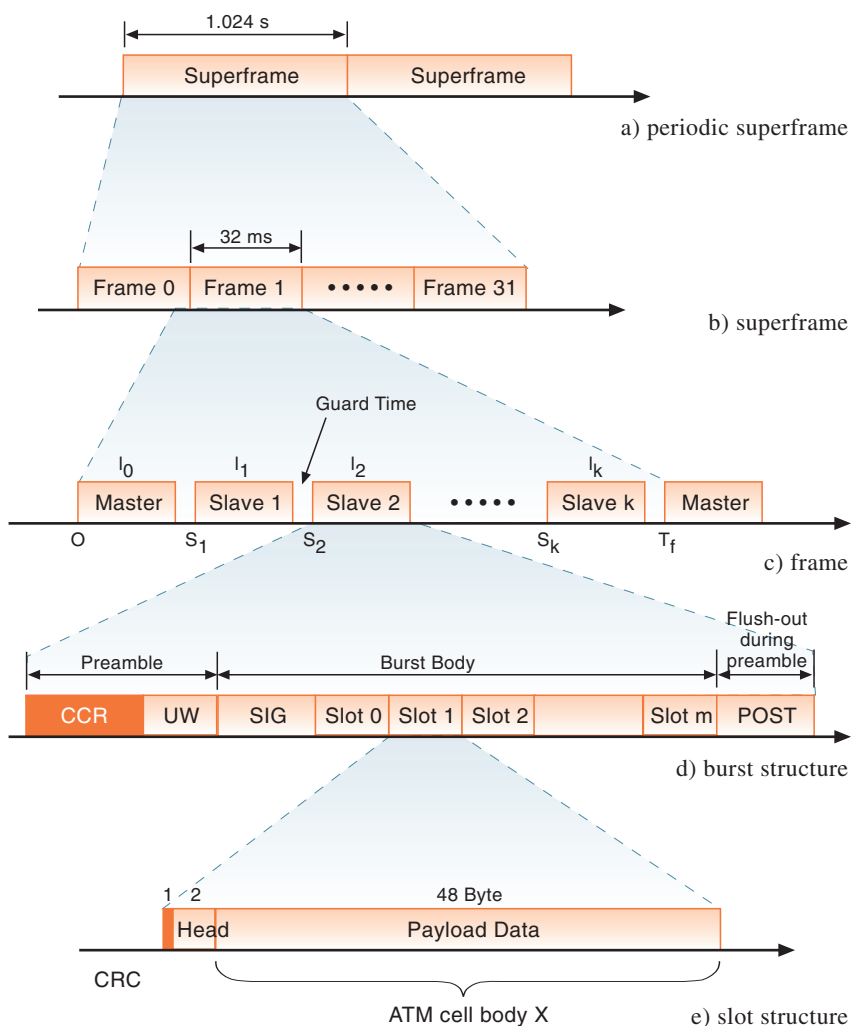 1.024 s
Superframe Superframe
a) periodic superframe
32 ms
Frame 0 Frame 1 ••••• Frame 31
b) superframe
Guard Time
I0 I1 I2 Ik
Master Slave 1 Slave 2 ••••• Slave k Master
O S1 S2 Sk Tf
c) frame
Flush-out
during
preamble
Preamble Burst Body
CCR UW SIG Slot 0 Slot 1 Slot 2 Slot m POST
d) burst structure
1 2 48 Byte
Head Payload Data
CRC
ATM cell body X
e) slot structure